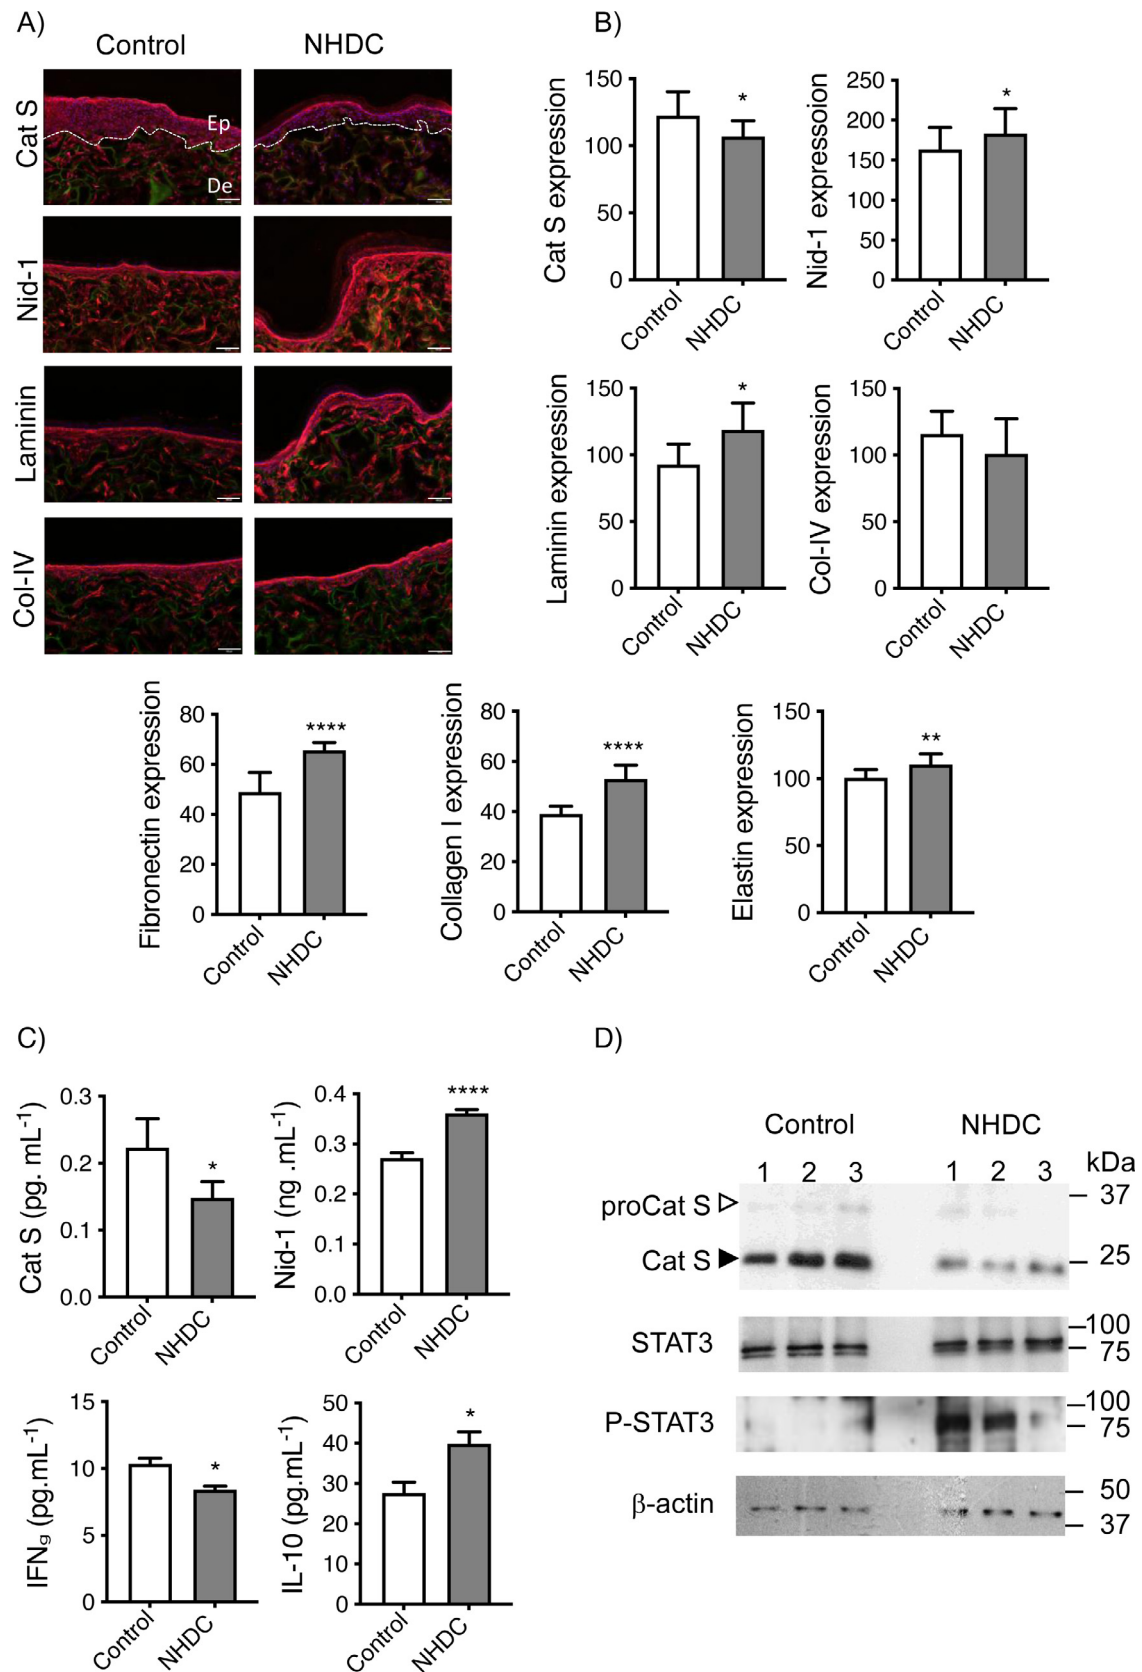 A)
Control NHDC
Cat S
Ep
De
Nid-1
Laminin
Col-IV
B)
Cat S expression
150
100
50
0
Control
NHDC
*
Nid-1 expressoion
250
200
150
100
50
0
Control
NHDC
*
Laminin expression
150
100
50
0
Control
NHDC
*
Col-IV expression
150
100
50
0
Control
NHDC
Fibronectin expression
80
60
40
20
0
Control
NHDC
****
Collagen I expression
80
60
40
20
0
Control
NHDC
****
Elastin expression
150
100
50
0
Control
NHDC
**
C)
Cat S (pg. mL-1)
0.3
0.2
0.1
0.0
Control
NHDC
*
Nid-1 (ng .mL-1)
0.4
0.3
0.2
0.1
0.0
Control
NHDC
****
IFNg (pg.mL-1)
15
10
5
0
Control
NHDC
*
IL-10 (pg.mL-1)
50
40
30
20
10
0
Control
NHDC
*
D)
Control NHDC
1 2 3 1 2 3 kDa
proCat S 37
Cat S 25
STAT3 100
75
P-STAT3 100
75
β-actin 50
37